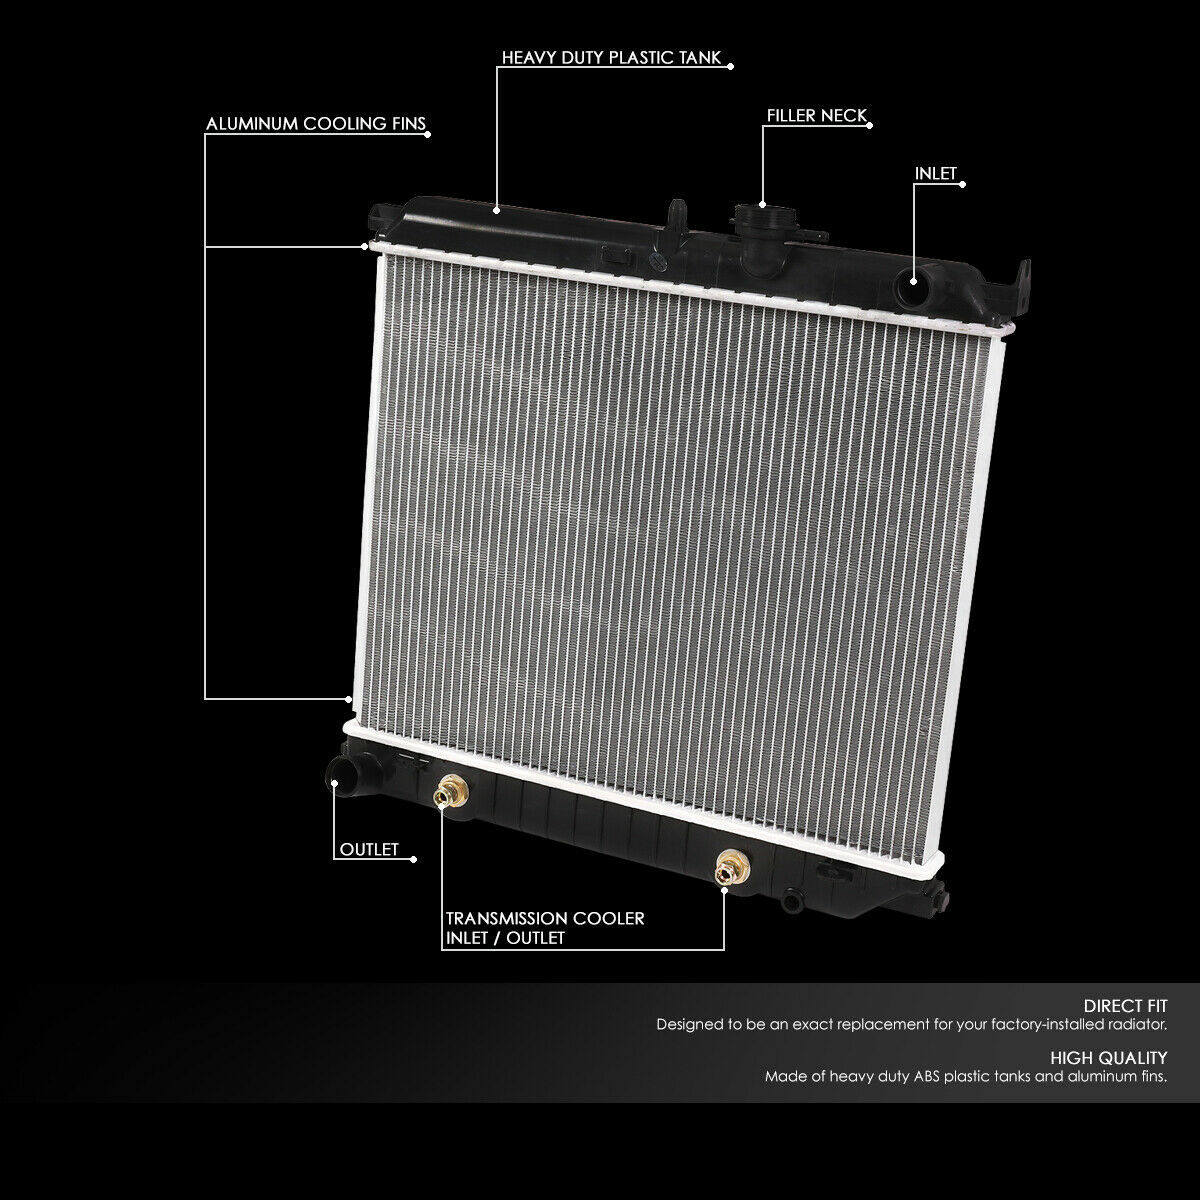 HEAVY DUTY PLASTIC TANK
FILLER NECK
ALUMINUM COOLING FINS
INLET
OUTLET
TRANSMISSION COOLER
INLET / OUTLET
DIRECT FIT
Designed to be an exact replacement for your factory-installed radiator.
HIGH QUALITY
Made of heavy duty ABS plastic tanks and aluminum fins.